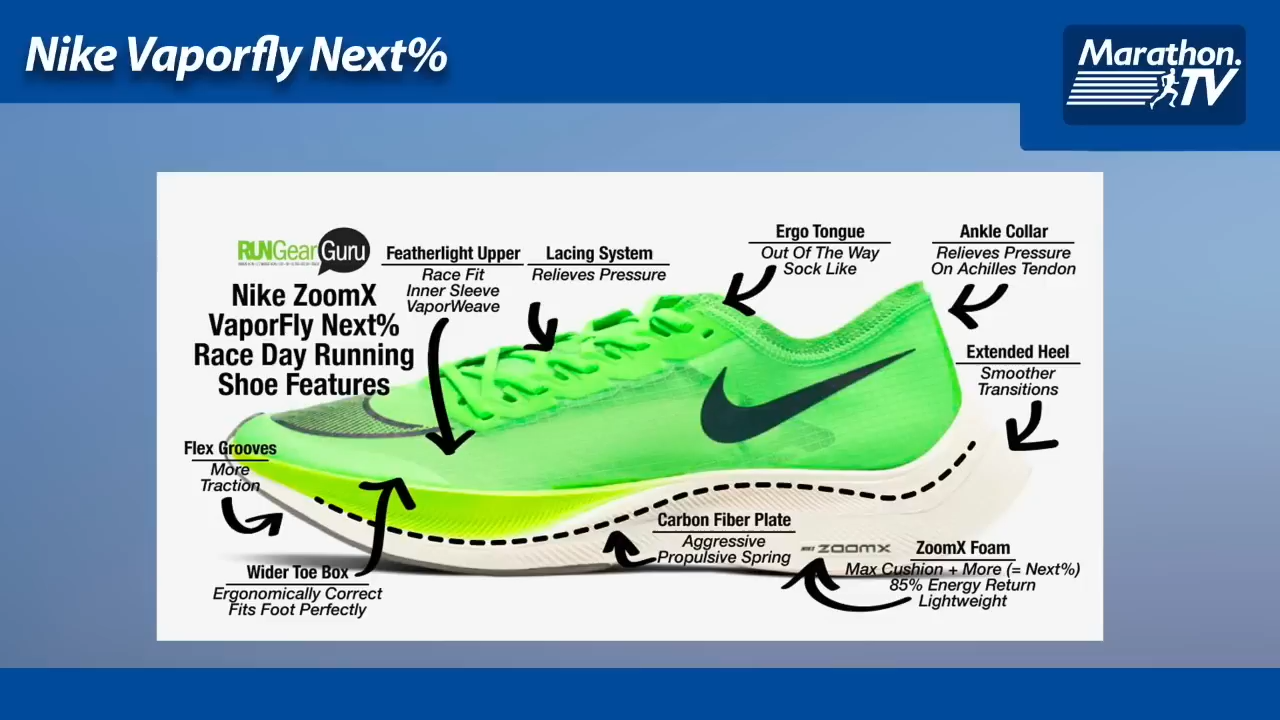 Nike Vaporfly Next%
Marathon.
TV
RUNGearGuru
Nike ZoomX
VaporFly Next%
Race Day Running
Shoe Features
Featherlight Upper
Race Fit
Inner Sleeve
VaporWeave
Lacing System
Relieves Pressure
Ergo Tongue
Out Of The Way
Sock Like
Ankle Collar
Relieves Pressure
On Achilles Tendon
Extended Heel
Smoother
Transitions
Flex Grooves
More
Traction
Wider Toe Box
Ergonomically Correct
Fits Foot Perfectly
Carbon Fiber Plate
Aggressive
Propulsive Spring
ZOOMX
ZoomX Foam
Max Cushion + More (= Next%)
85% Energy Return
Lightweight